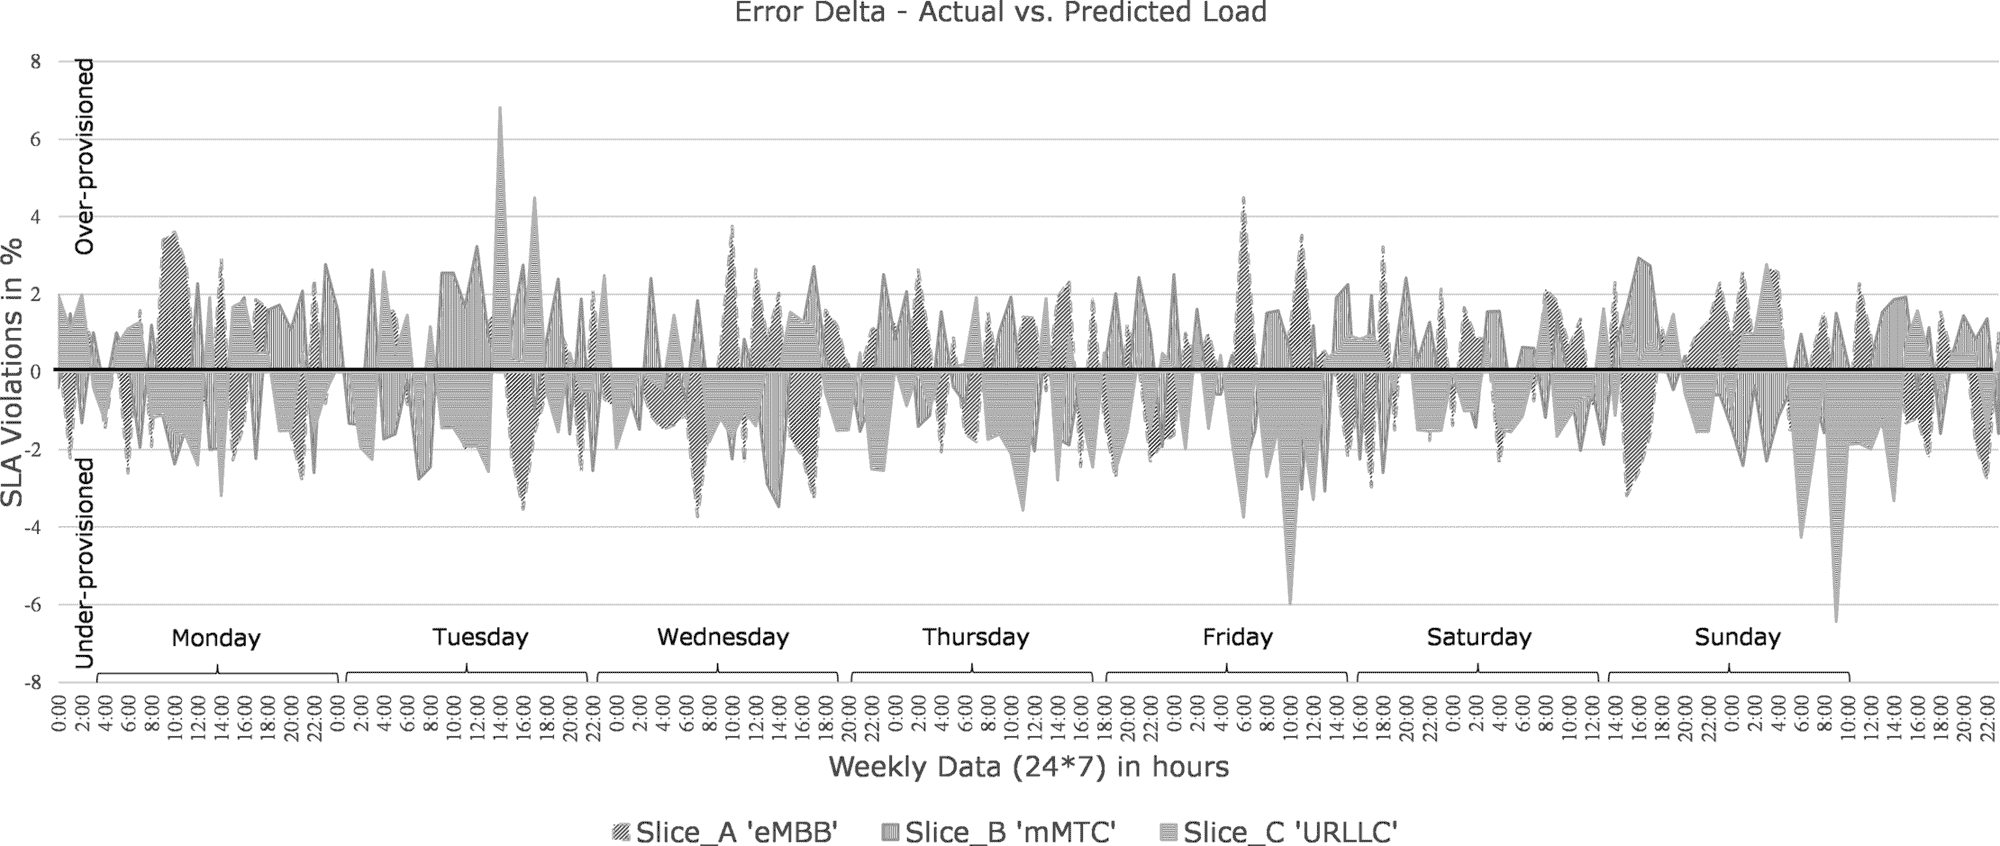 Error Delta - Actual vs. Predicted Load
SLA Violations in %
Over-provisioned
Under-provisioned
8
6
4
2
0
-2
-4
-6
-8
Monday Tuesday Wednesday Thursday Friday Saturday Sunday
0:00 2:00 4:00 6:00 8:00 10:00 12:00 14:00 16:00 18:00 20:00 22:00 0:00 2:00 4:00 6:00 8:00 10:00 12:00 14:00 16:00 18:00 20:00 22:00 0:00 2:00 4:00 6:00 8:00 10:00 12:00 14:00 16:00 18:00 20:00 22:00 0:00 2:00 4:00 6:00 8:00 10:00 12:00 14:00 16:00 18:00 20:00 22:00 0:00 2:00 4:00 6:00 8:00 10:00 12:00 14:00 16:00 18:00 20:00 22:00 0:00 2:00 4:00 6:00 8:00 10:00 12:00 14:00 16:00 18:00 20:00 22:00 0:00 2:00 4:00 6:00 8:00 10:00 12:00 14:00 16:00 18:00 20:00 22:00
Weekly Data (24*7) in hours
Slice_A 'eMBB' Slice_B 'mMTC' Slice_C 'URLLC'